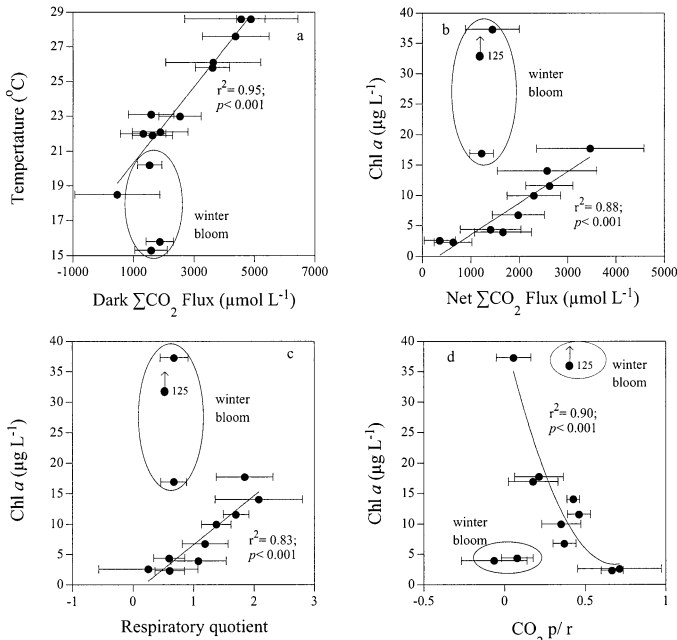 a
29
27
25
23
21
19
17
15
Tempertature (°C)
r²= 0.95;
p< 0.001
winter
bloom
-1000 1000 3000 5000 7000
Dark ∑CO₂ Flux (µmol L⁻¹)
b
40
35
30
25
20
15
10
5
0
Chl a (µg L⁻¹)
125
winter
bloom
r²= 0.88;
p< 0.001
0 1000 2000 3000 4000 5000
Net ∑CO₂ Flux (µmol L⁻¹)
c
40
35
30
25
20
15
10
5
0
Chl a (µg L⁻¹)
125
winter
bloom
r²= 0.83;
p< 0.001
-1 0 1 2 3
Respiratory quotient
d
40
35
30
25
20
15
10
5
0
Chl a (µg L⁻¹)
125
winter
bloom
r²= 0.90;
p< 0.001
winter
bloom
-0.5 0 0.5 1
CO₂ p/ r